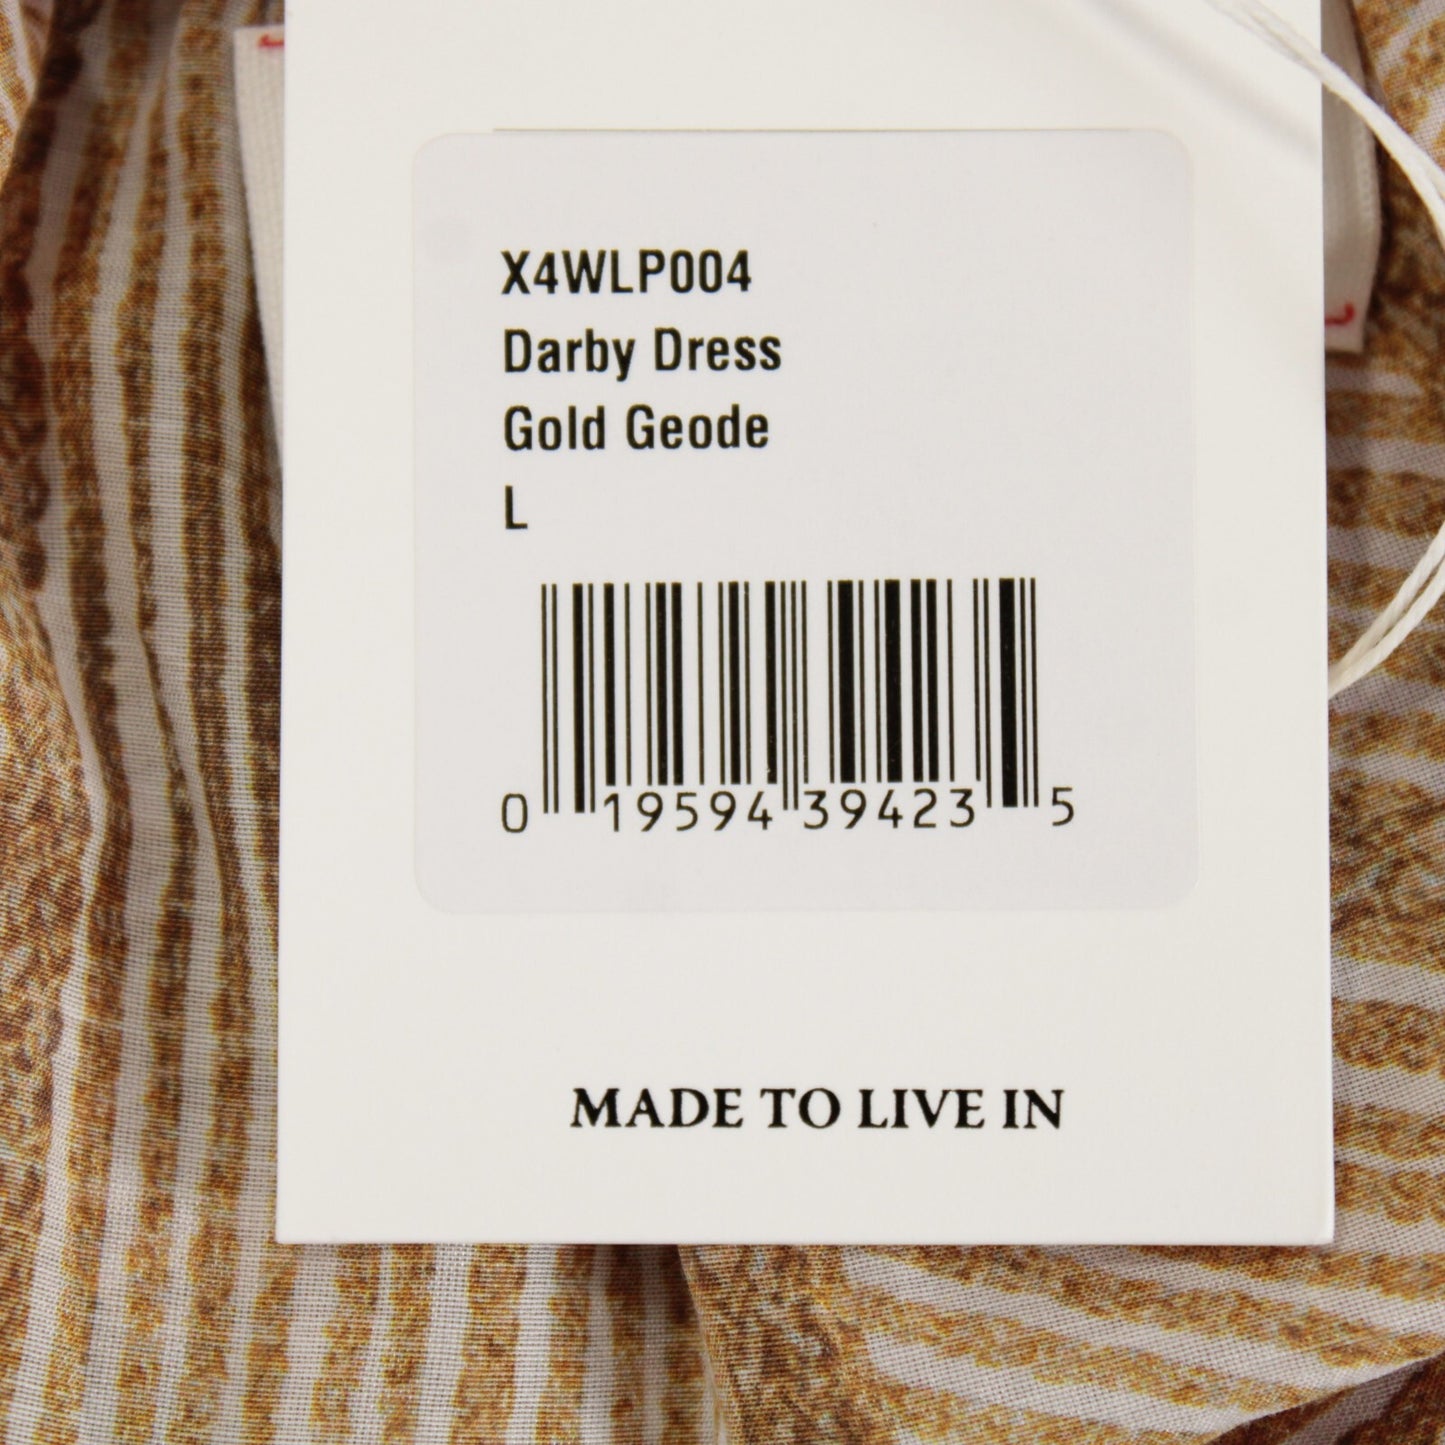 X4WLP004
Darby Dress
Gold Geode
L
0 19594 39423 5
MADE TO LIVE IN